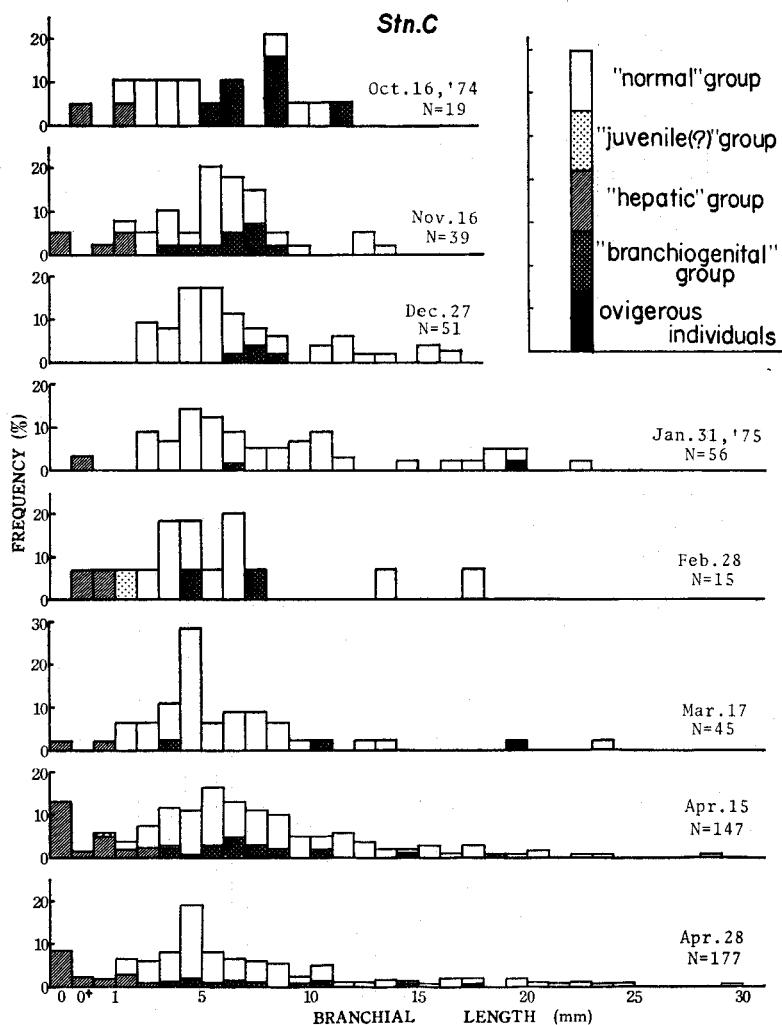 Stn.C
20
10
0
Oct.16,'74
N=19
"normal" group
"juvenile(?)" group
"hepatic" group
"branchiogenital" group
ovigerous individuals
20
10
0
Nov.16
N=39
20
10
0
Dec.27
N=51
20
10
0
Jan.31,'75
N=56
FREQUENCY (%)
20
10
0
Feb.28
N=15
30
20
10
0
Mar.17
N=45
20
10
0
Apr.15
N=147
20
10
0
Apr.28
N=177
0 0+ 1 5 10 15 20 25 30
BRANCHIAL LENGTH (mm)